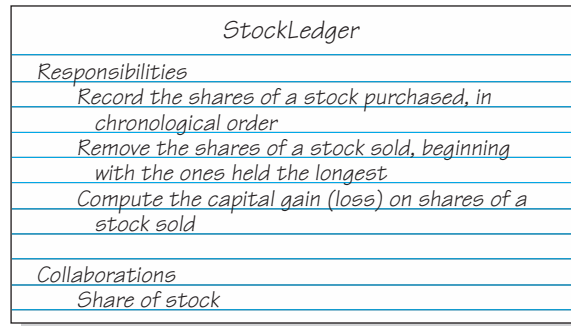 StockLedger
Responsibilities
Record the shares of a stock purchased, in
chronological order
Remove the shares of a stock sold, beginning
with the ones held the longest
Compute the capital gain (loss) on shares of a
stock sold
Collaborations
Share of stock